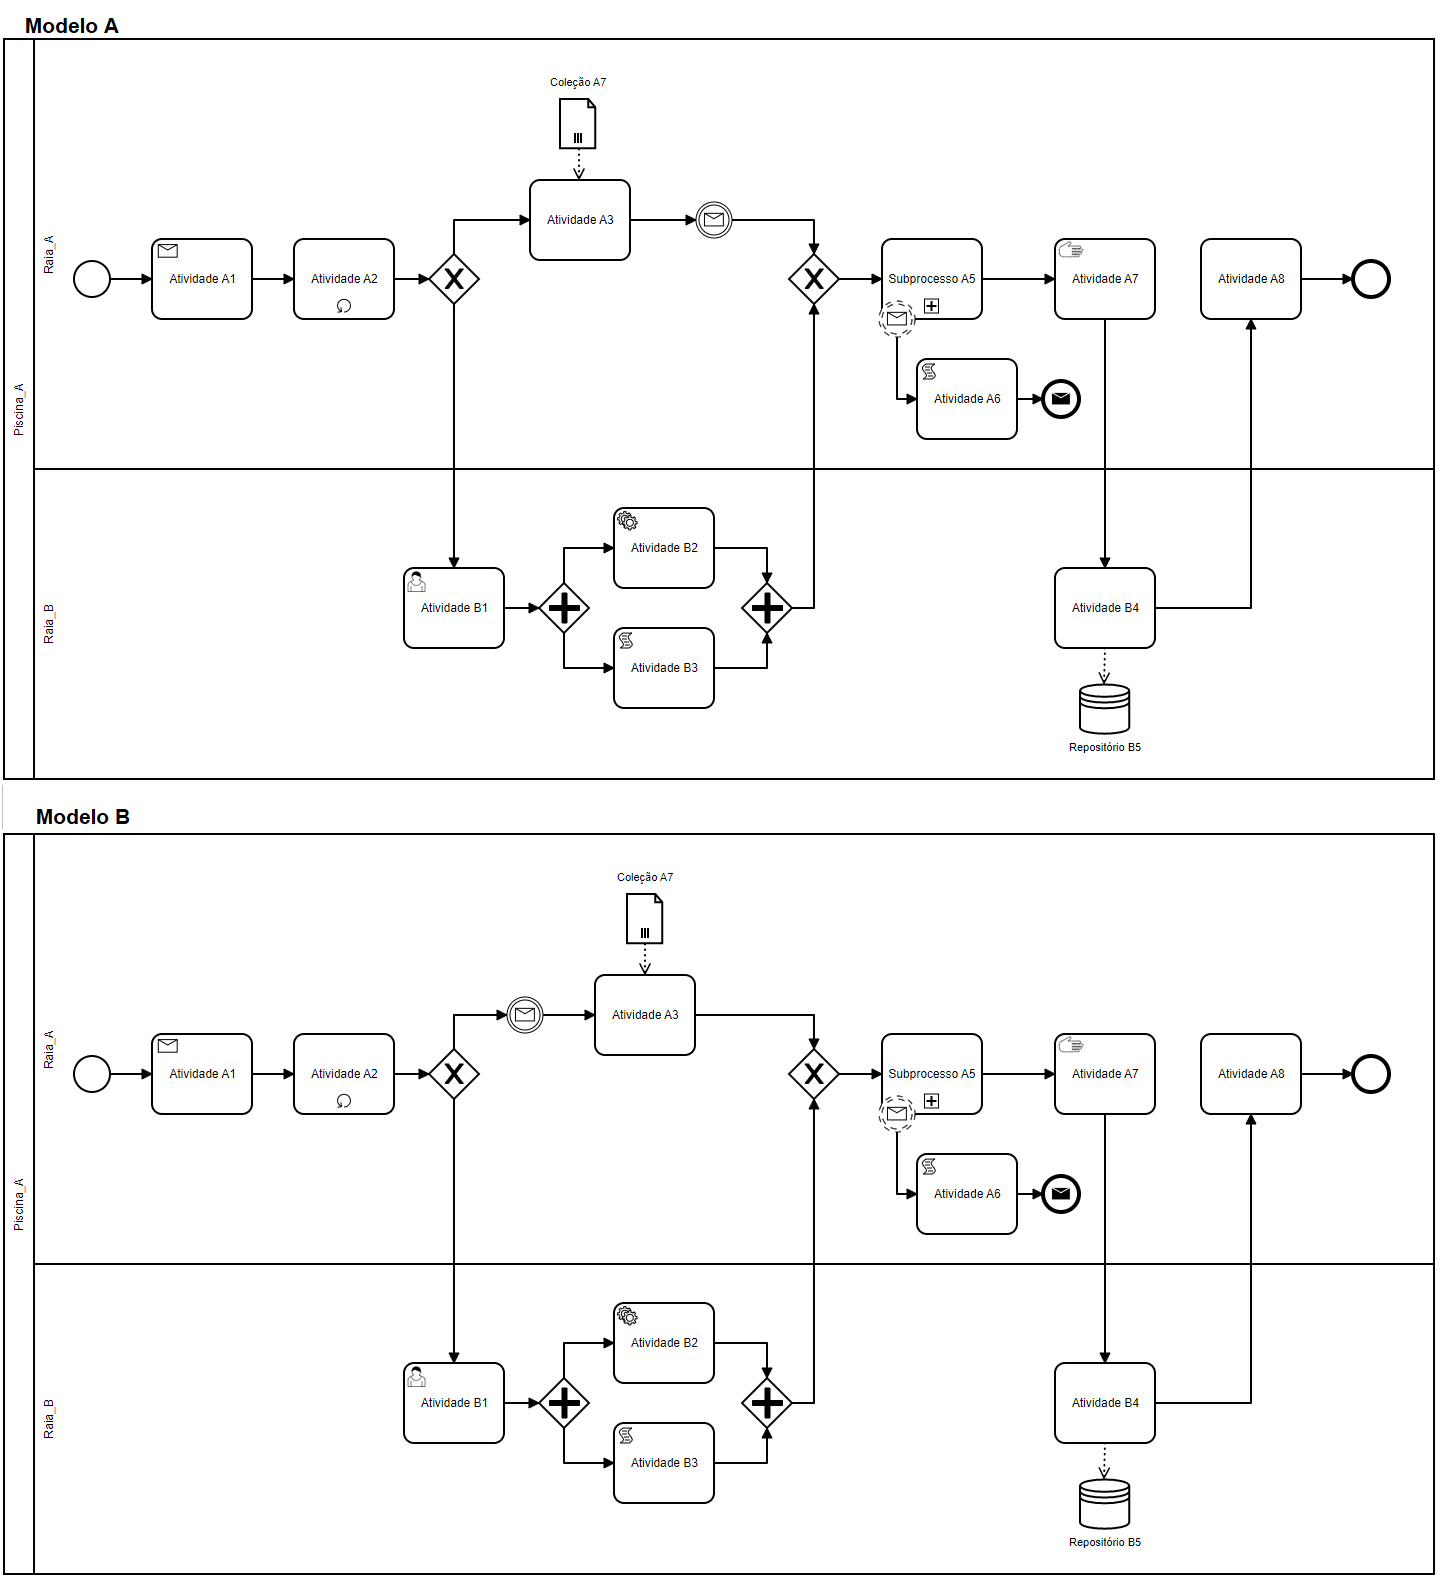 Modelo A
Piscina_A
Raia_A
Coleção A7
Atividade A3
Atividade A1
Atividade A2
X
X
Subprocesso A5
Atividade A7
Atividade A8
Atividade A6
Raia_B
Atividade B2
Atividade B1
Atividade B4
Atividade B3
Repositório B5
Modelo B
Piscina_A
Raia_A
Coleção A7
Atividade A3
Atividade A1
Atividade A2
X
X
Subprocesso A5
Atividade A7
Atividade A8
Atividade A6
Raia_B
Atividade B2
Atividade B1
Atividade B4
Atividade B3
Repositório B5